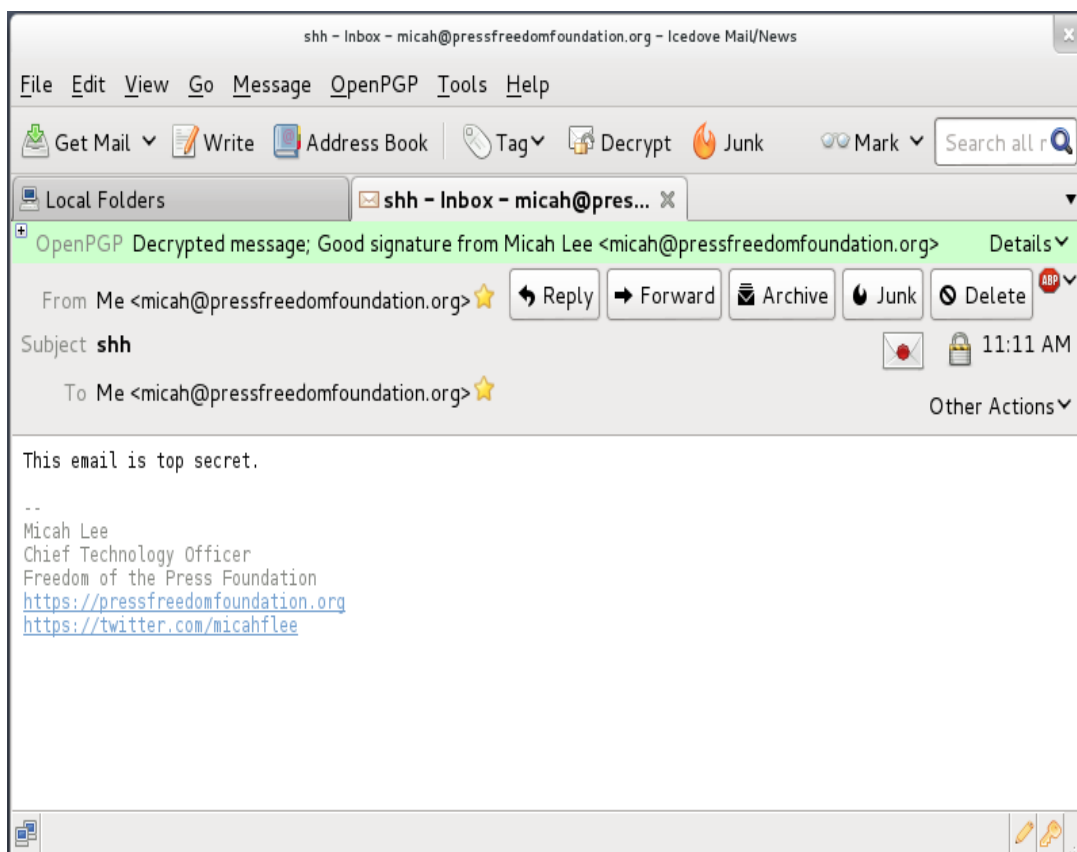 shh – Inbox – micah@pressfreedomfoundation.org – Icedove Mail/News
File Edit View Go Message OpenPGP Tools Help
Get Mail Write Address Book Tag Decrypt Junk Mark Search all
Local Folders shh – Inbox – micah@pres...
OpenPGP Decrypted message; Good signature from Micah Lee <micah@pressfreedomfoundation.org> Details
From Me <micah@pressfreedomfoundation.org> Reply Forward Archive Junk Delete ABP
Subject shh 11:11 AM
To Me <micah@pressfreedomfoundation.org>
Other Actions
This email is top secret.
--
Micah Lee
Chief Technology Officer
Freedom of the Press Foundation
https://pressfreedomfoundation.org
https://twitter.com/micahflee